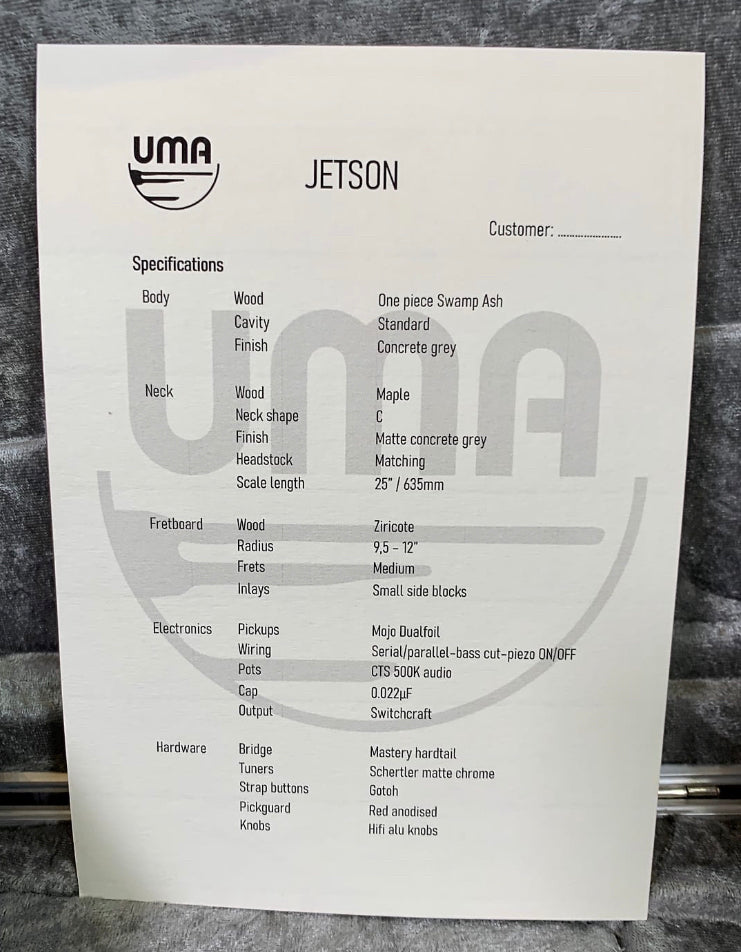 UMA
JETSON
Customer: ......................
Specifications
Body Wood One piece Swamp Ash
Cavity Standard
Finish Concrete grey
Neck Wood Maple
Neck shape C
Finish Matte concrete grey
Headstock Matching
Scale length 25" / 635mm
Fretboard Wood Ziricote
Radius 9,5 – 12"
Frets Medium
Inlays Small side blocks
Electronics Pickups Mojo Dualfoil
Wiring Serial/parallel-bass cut-piezo ON/OFF
Pots CTS 500K audio
Cap 0.022µF
Output Switchcraft
Hardware Bridge Mastery hardtail
Tuners Schertler matte chrome
Strap buttons Gotoh
Pickguard Red anodised
Knobs Hifi alu knobs
UMA